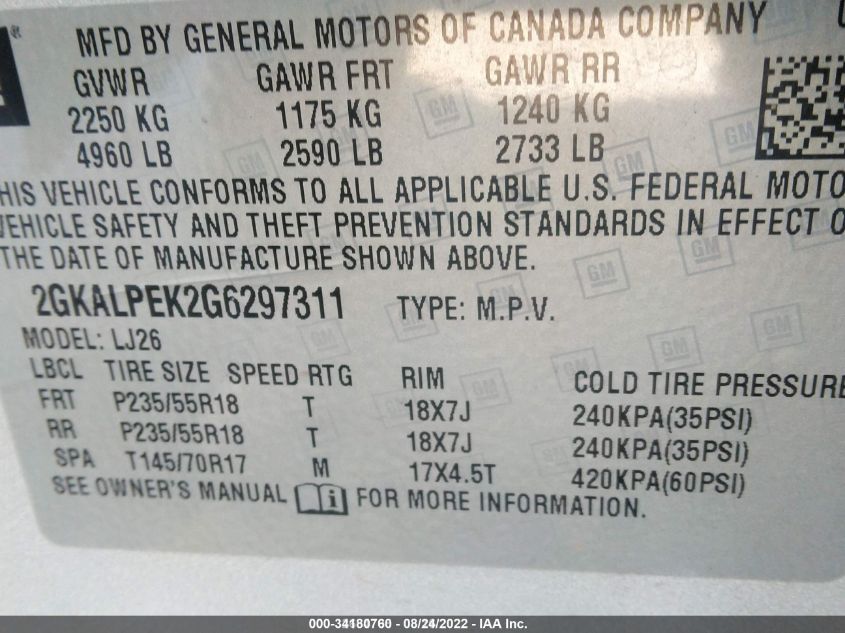 MFD BY GENERAL MOTORS OF CANADA COMPANY
GVWR GAWR FRT GAWR RR
2250 KG 1175 KG 1240 KG
4960 LB 2590 LB 2733 LB
HIS VEHICLE CONFORMS TO ALL APPLICABLE U.S. FEDERAL MOTO
VEHICLE SAFETY AND THEFT PREVENTION STANDARDS IN EFFECT O
THE DATE OF MANUFACTURE SHOWN ABOVE.
2GKALPEK2G6297311 TYPE: M.P.V.
MODEL: LJ26
LBCL TIRE SIZE SPEED RTG RIM COLD TIRE PRESSURE
FRT P235/55R18 T 18X7J 240KPA(35PSI)
RR P235/55R18 T 18X7J 240KPA(35PSI)
SPA T145/70R17 M 17X4.5T 420KPA(60PSI)
SEE OWNER'S MANUAL i FOR MORE INFORMATION.
000-34180760 - 08/24/2022 - IAA Inc.